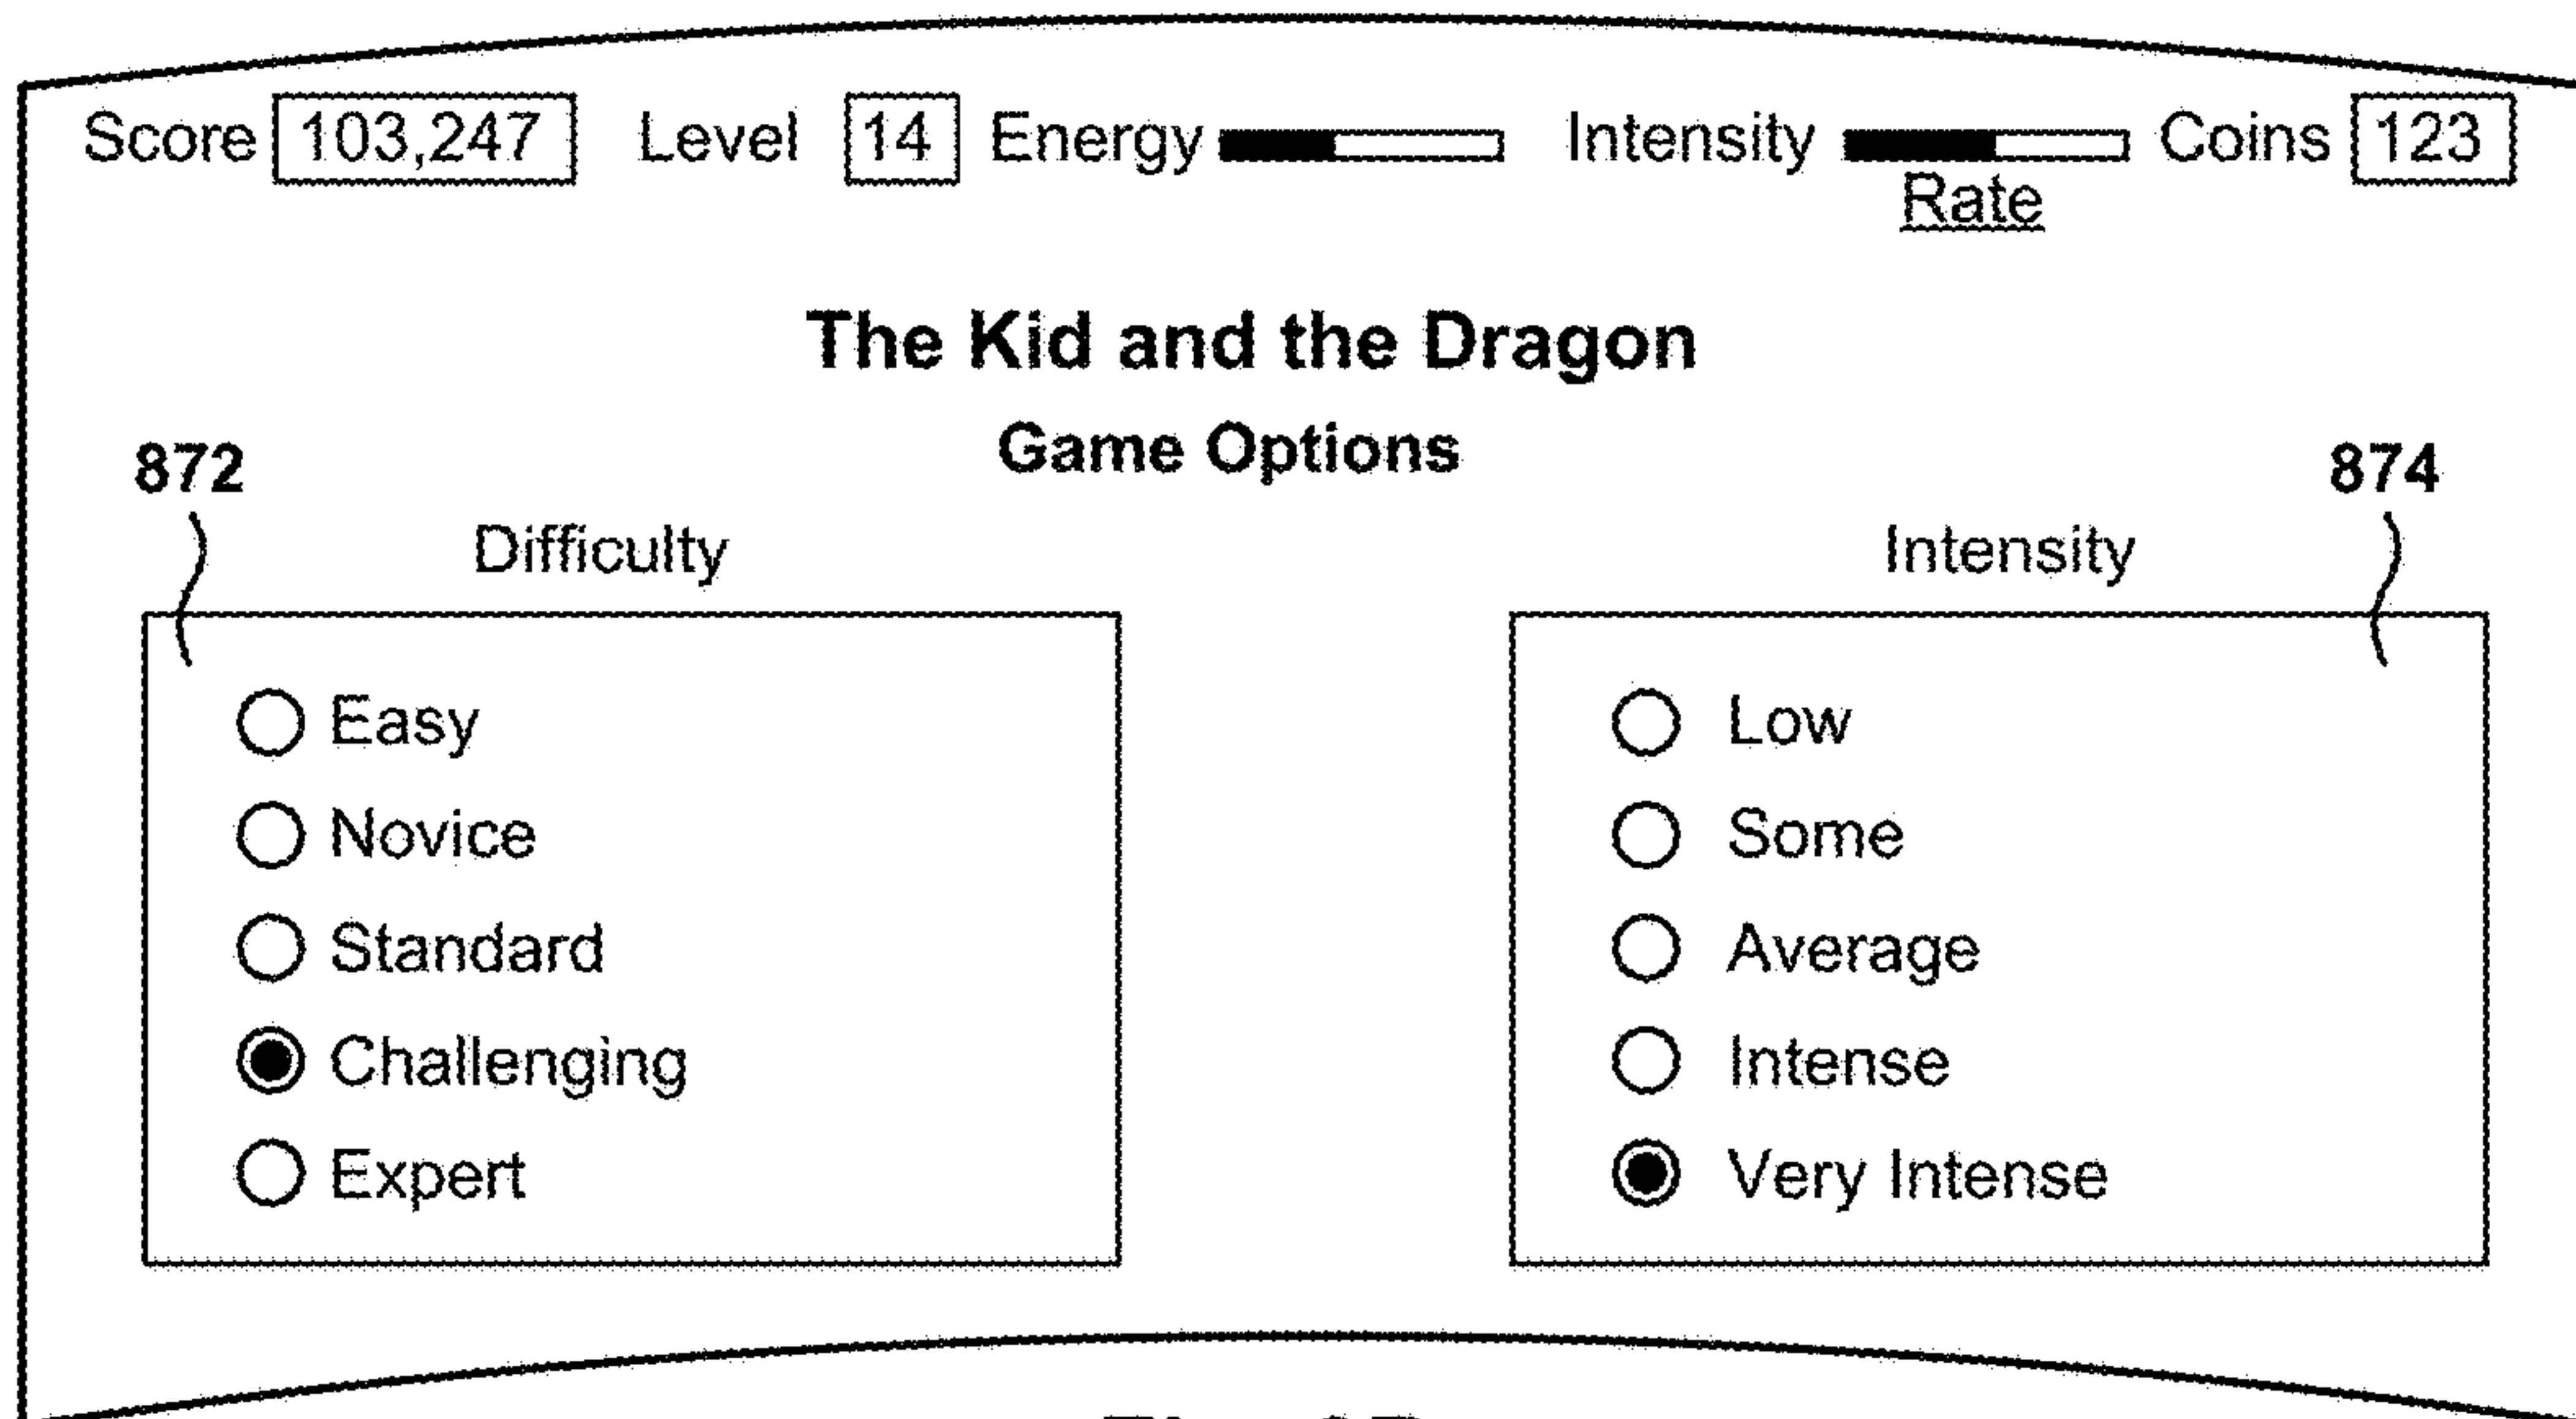 Score 103,247 Level 14 Energy Intensity Coins 123
Rate
The Kid and the Dragon
Game Options
872 874
Difficulty Intensity
Easy Low
Novice Some
Standard Average
Challenging Intense
Expert Very Intense